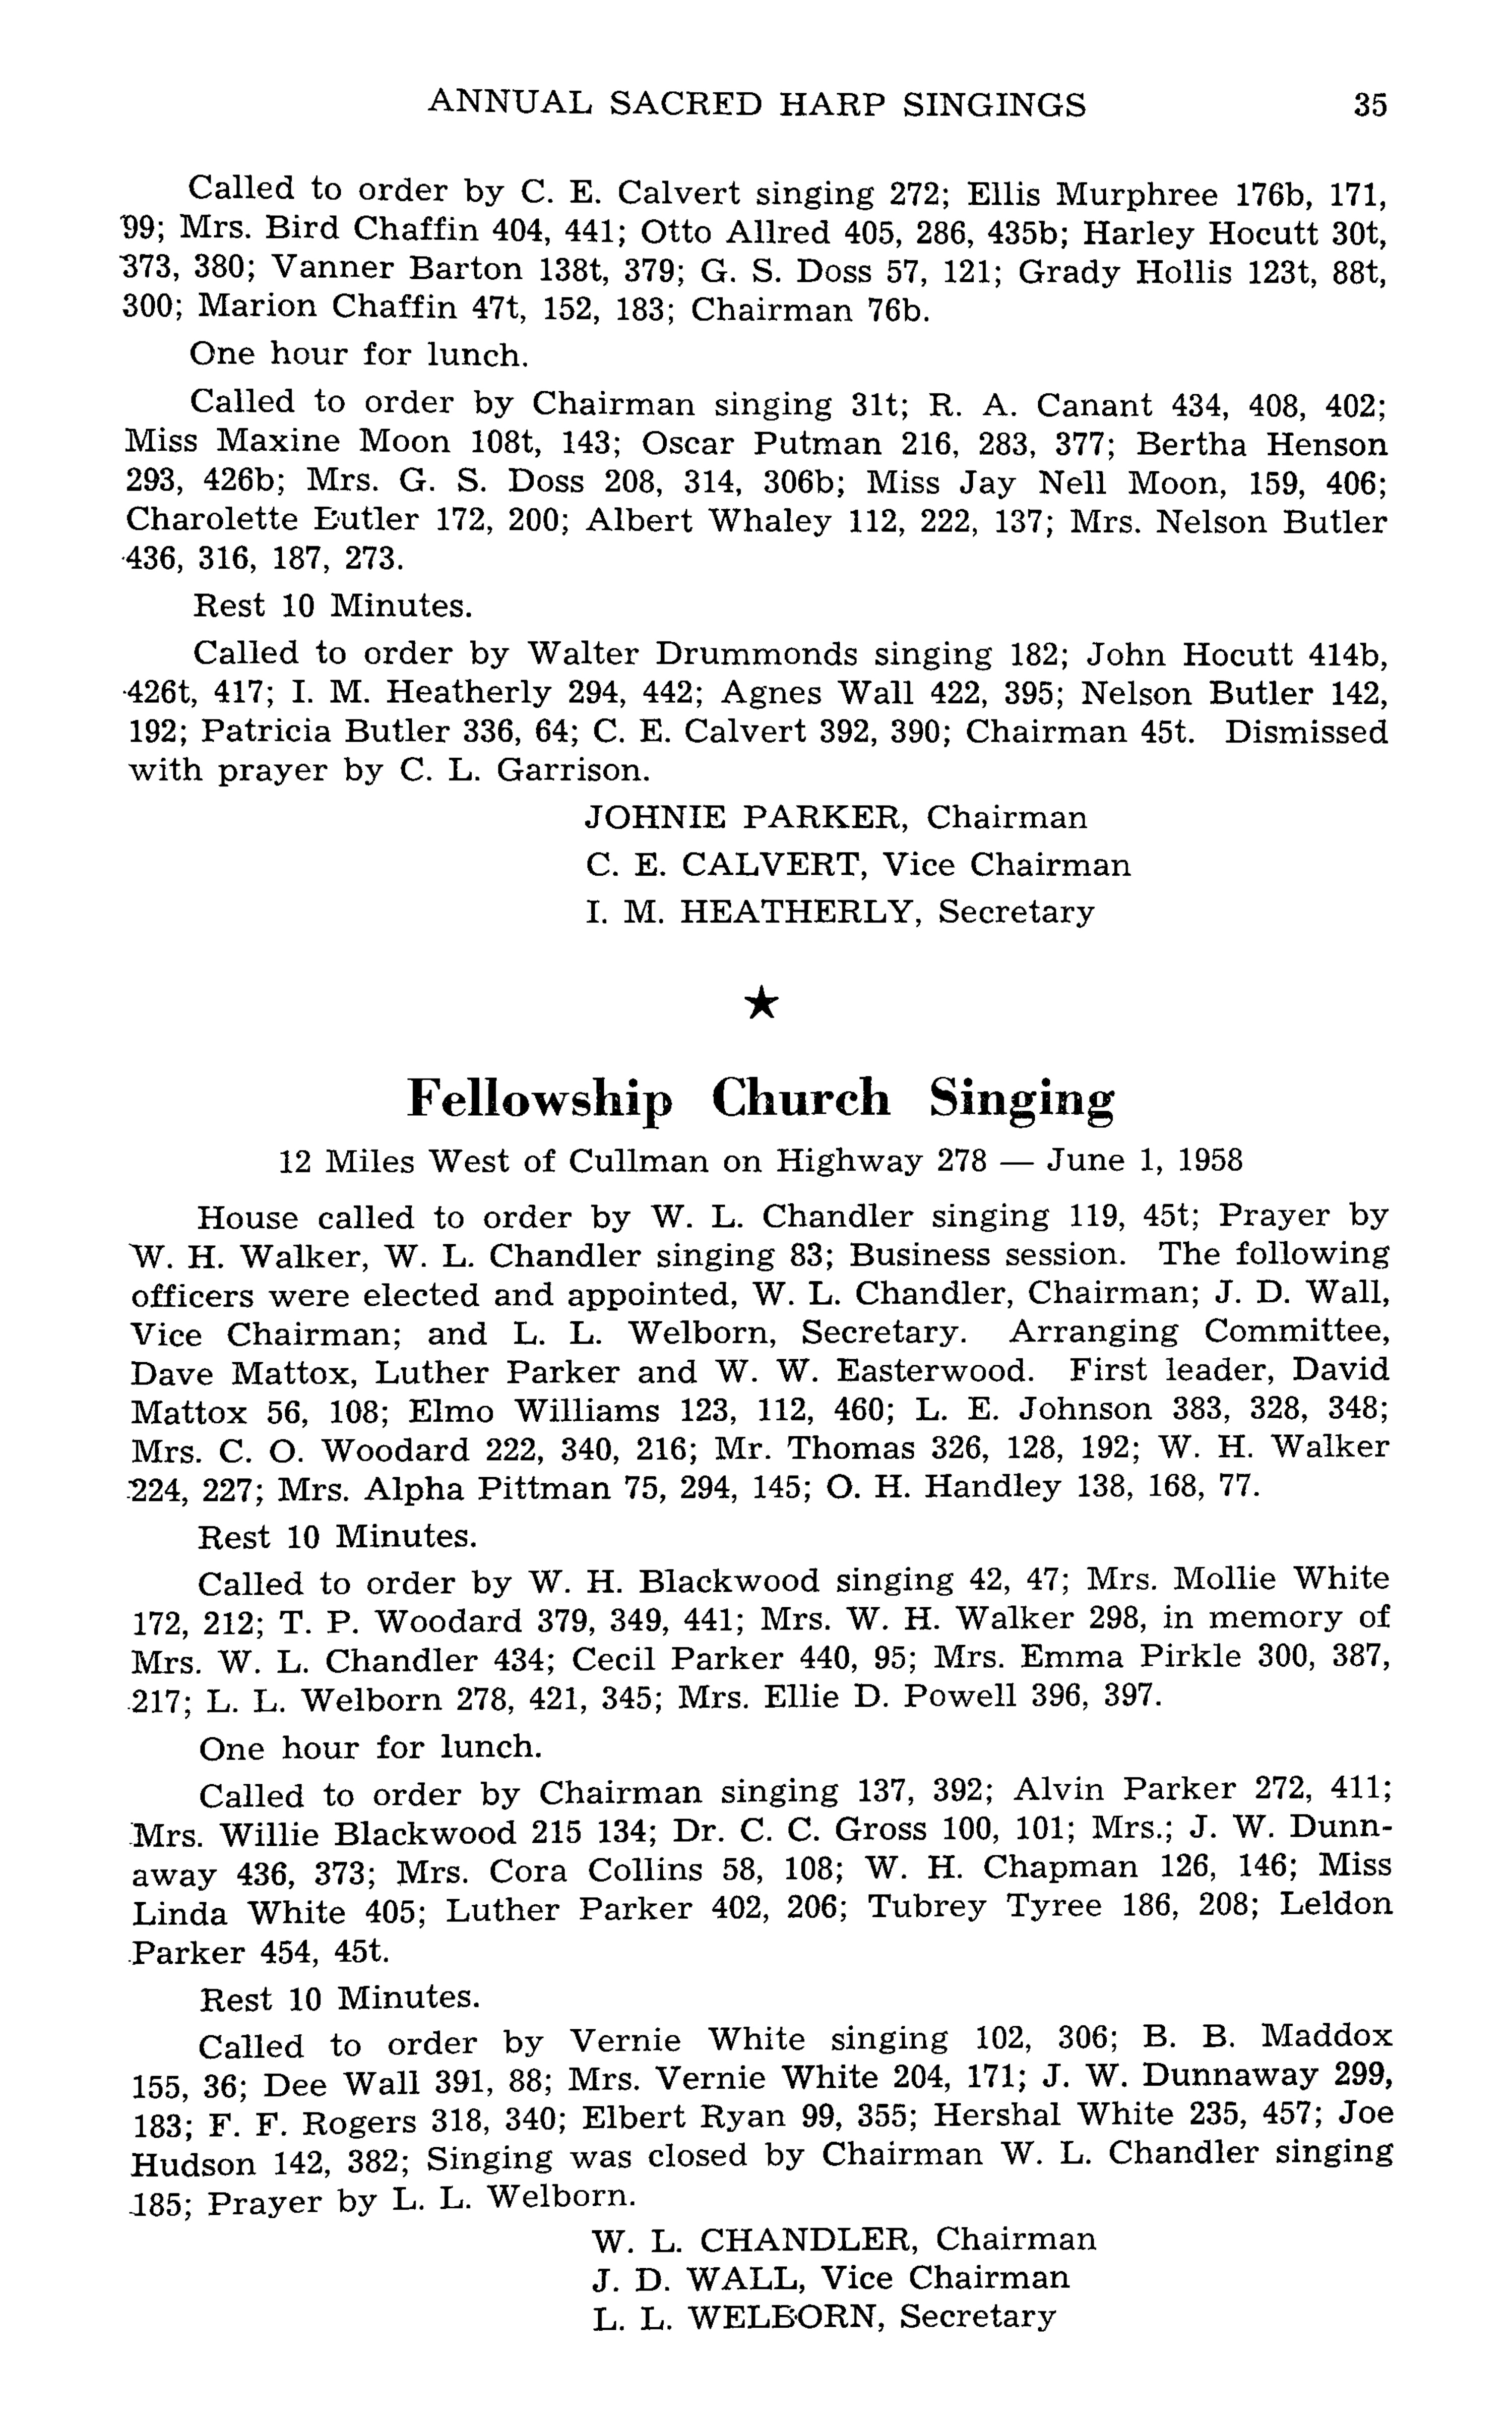 ANNUAL SACRED HARP SINGINGS 35
Called to order by C. E. Calvert singing 272; Ellis Murphree 176b, 171,
99; Mrs. Bird Chaffin 404, 441; Otto Allred 405, 286, 435b; Harley Hocutt 30t,
373, 380; Vanner Barton 138t, 379; G. S. Doss 57, 121; Grady Hollis 123t, 88t,
300; Marion Chaffin 47t, 152, 183; Chairman 76b.
One hour for lunch.
Called to order by Chairman singing 31t; R. A. Canant 434, 408, 402;
Miss Maxine Moon 108t, 143; Oscar Putman 216, 283, 377; Bertha Henson
293, 426b; Mrs. G. S. Doss 208, 314, 306b; Miss Jay Nell Moon, 159, 406;
Charolette Butler 172, 200; Albert Whaley 112, 222, 137; Mrs. Nelson Butler
436, 316, 187, 273.
Rest 10 Minutes.
Called to order by Walter Drummonds singing 182; John Hocutt 414b,
426t, 417; I. M. Heatherly 294, 442; Agnes Wall 422, 395; Nelson Butler 142,
192; Patricia Butler 336, 64; C. E. Calvert 392, 390; Chairman 45t. Dismissed
with prayer by C. L. Garrison.
JOHNIE PARKER, Chairman
C. E. CALVERT, Vice Chairman
I. M. HEATHERLY, Secretary
★
Fellowship Church Singing
12 Miles West of Cullman on Highway 278 — June 1, 1958
House called to order by W. L. Chandler singing 119, 45t; Prayer by
W. H. Walker, W. L. Chandler singing 83; Business session. The following
officers were elected and appointed, W. L. Chandler, Chairman; J. D. Wall,
Vice Chairman; and L. L. Welborn, Secretary. Arranging Committee,
Dave Mattox, Luther Parker and W. W. Easterwood. First leader, David
Mattox 56, 108; Elmo Williams 123, 112, 460; L. E. Johnson 383, 328, 348;
Mrs. C. O. Woodard 222, 340, 216; Mr. Thomas 326, 128, 192; W. H. Walker
224, 227; Mrs. Alpha Pittman 75, 294, 145; O. H. Handley 138, 168, 77.
Rest 10 Minutes.
Called to order by W. H. Blackwood singing 42, 47; Mrs. Mollie White
172, 212; T. P. Woodard 379, 349, 441; Mrs. W. H. Walker 298, in memory of
Mrs. W. L. Chandler 434; Cecil Parker 440, 95; Mrs. Emma Pirkle 300, 387,
217; L. L. Welborn 278, 421, 345; Mrs. Ellie D. Powell 396, 397.
One hour for lunch.
Called to order by Chairman singing 137, 392; Alvin Parker 272, 411;
Mrs. Willie Blackwood 215 134; Dr. C. C. Gross 100, 101; Mrs.; J. W. Dunn-
away 436, 373; Mrs. Cora Collins 58, 108; W. H. Chapman 126, 146; Miss
Linda White 405; Luther Parker 402, 206; Tubrey Tyree 186, 208; Leldon
Parker 454, 45t.
Rest 10 Minutes.
Called to order by Vernie White singing 102, 306; B. B. Maddox
155, 36; Dee Wall 391, 88; Mrs. Vernie White 204, 171; J. W. Dunnaway 299,
183; F. F. Rogers 318, 340; Elbert Ryan 99, 355; Hershal White 235, 457; Joe
Hudson 142, 382; Singing was closed by Chairman W. L. Chandler singing
185; Prayer by L. L. Welborn.
W. L. CHANDLER, Chairman
J. D. WALL, Vice Chairman
L. L. WELBORN, Secretary